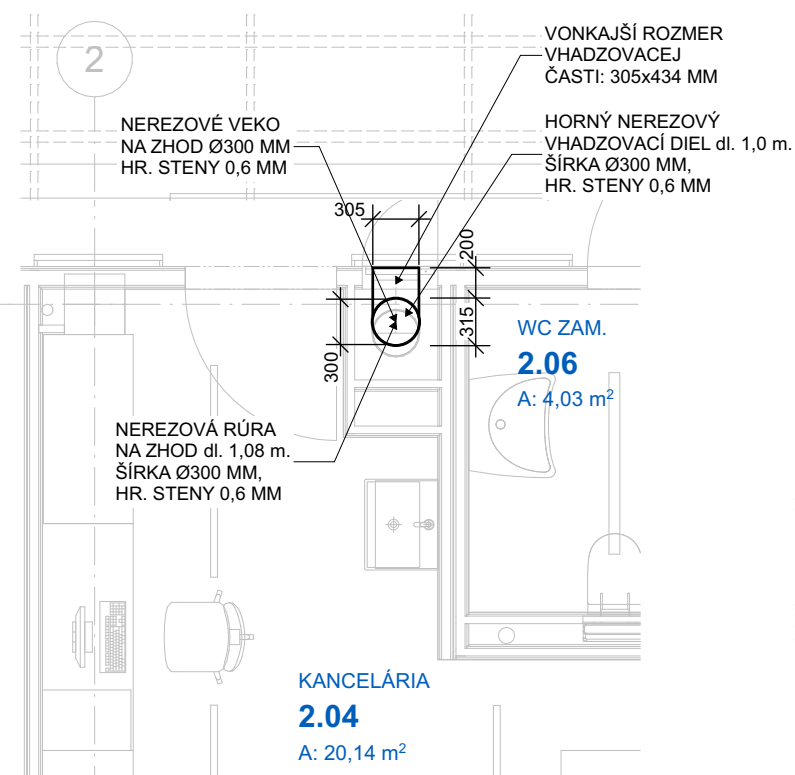 VONKAJŠÍ ROZMER
VHADZOVACEJ
ČASTI: 305x434 MM
2
NEREZOVÉ VEKO
NA ZHOD Ø300 MM
HR. STENY 0,6 MM
HORNÝ NEREZOVÝ
VHADZOVACÍ DIEL dl. 1,0 m.
ŠÍRKA Ø300 MM,
HR. STENY 0,6 MM
305
200
315
300
WC ZAM.
2.06
A: 4,03 m²
NEREZOVÁ RÚRA
NA ZHOD dl. 1,08 m.
ŠÍRKA Ø300 MM,
HR. STENY 0,6 MM
KANCELÁRIA
2.04
A: 20,14 m²